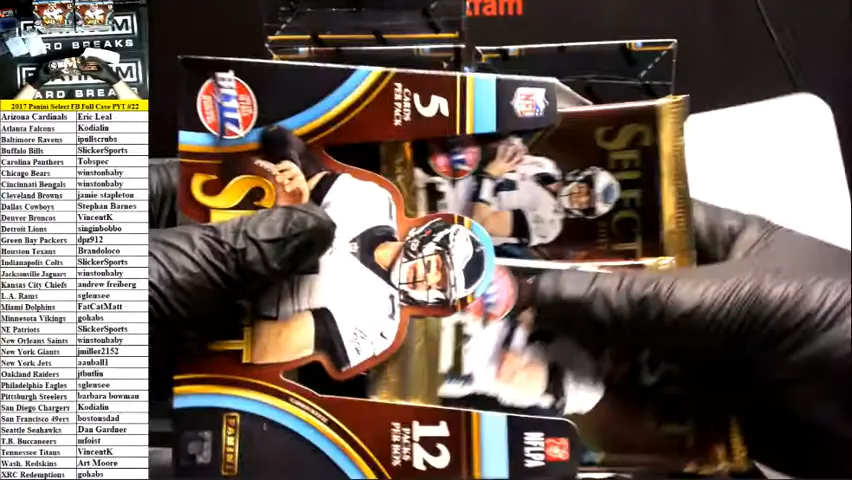 ARD BREAKS
ARD BREAKS
2017 Panini Select FB Full Case PYT #22
Arizona Cardinals Eric Leal
Atlanta Falcons Kodialin
Baltimore Ravens ipullscrubs
Buffalo Bills SlickerSports
Carolina Panthers Tobspec
Chicago Bears winstonbaby
Cincinnati Bengals winstonbaby
Cleveland Browns jamie stapleton
Dallas Cowboys Stephan Barnes
Denver Broncos VincentK
Detroit Lions singinbobbo
Green Bay Packers dpz912
Houston Texans Brandoloco
Indianapolis Colts SlickerSports
Jacksonville Jaguars winstonbaby
Kansas City Chiefs andrew freiberg
L.A. Rams sglensee
Miami Dolphins FatCatMatt
Minnesota Vikings gohabs
NE Patriots SlickerSports
New Orleans Saints winstonbaby
New York Giants jmiller2152
New York Jets aauball1
Oakland Raiders jtbutlin
Philadelphia Eagles sglensee
Pittsburgh Steelers barbara bowman
San Diego Chargers Kodialin
San Francisco 49ers bostonsdad
Seattle Seahawks Dan Gardner
T.B. Buccaneers mfoist
Tennessee Titans VincentK
Wash. Redskins Art Moore
XRC Redemptions gohabs
BLITZ
5
CARDS
PER PACK
NFL
SELECT
12
PACKS
PER BOX
PANINI
NFLPA